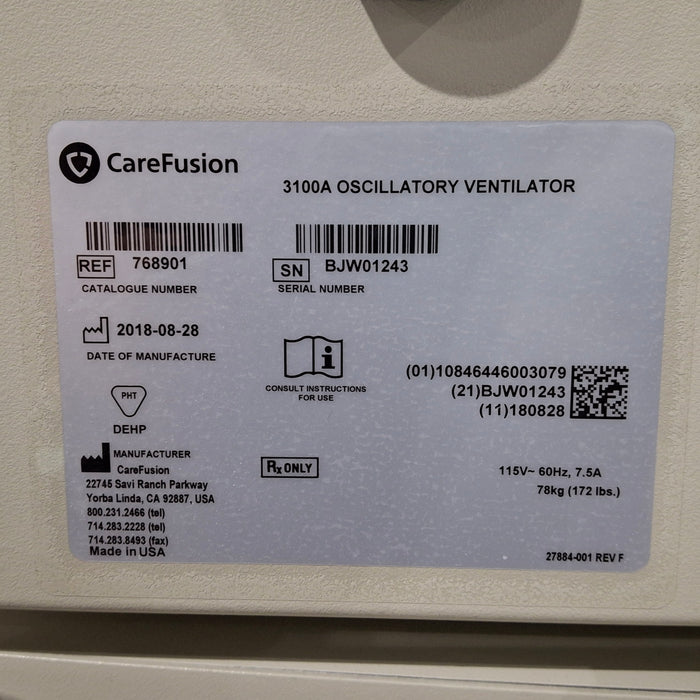 CareFusion
3100A OSCILLATORY VENTILATOR
REF 768901
CATALOGUE NUMBER
SN BJW01243
SERIAL NUMBER
2018-08-28
DATE OF MANUFACTURE
CONSULT INSTRUCTIONS
FOR USE
(01)10846446003079
(21)BJW01243
(11)180828
PHT
DEHP
MANUFACTURER
CareFusion
22745 Savi Ranch Parkway
Yorba Linda, CA 92887, USA
800.231.2466 (tel)
714.283.2228 (tel)
714.283.8493 (fax)
Made in USA
Rx ONLY
115V~ 60Hz, 7.5A
78kg (172 lbs.)
27884-001 REV F